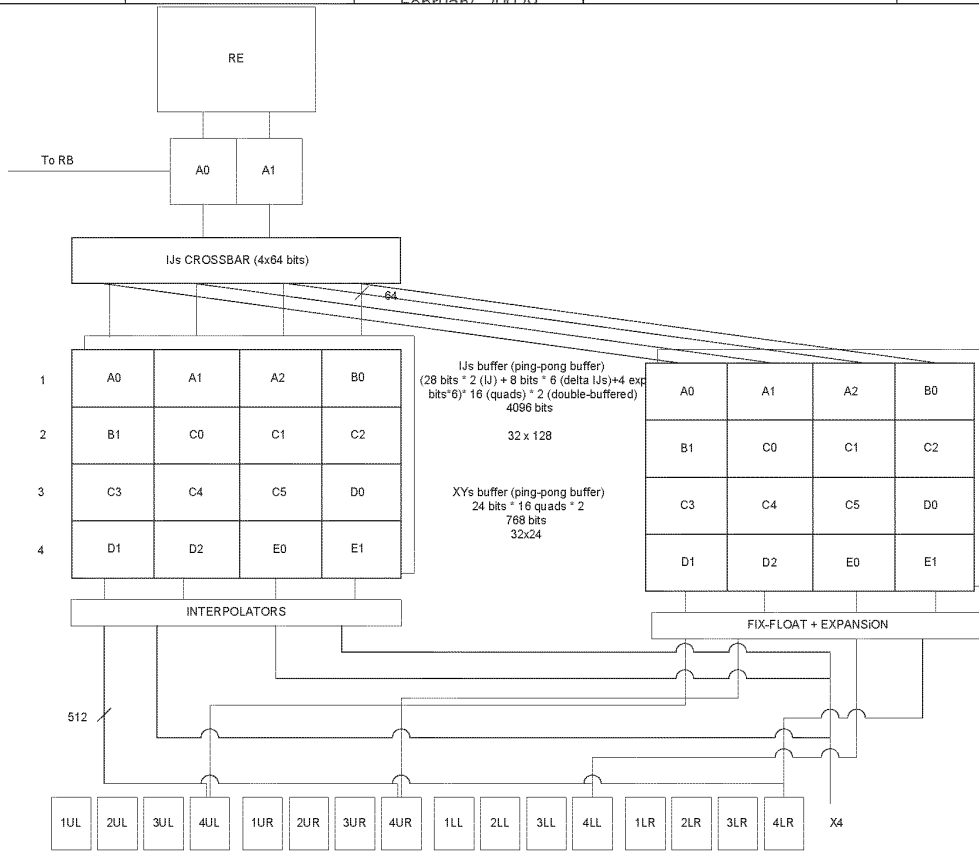 RE
To RB
A0 A1
IJs CROSSBAR (4x64 bits)
64
1 A0 A1 A2 B0
2 B1 C0 C1 C2
3 C3 C4 C5 D0
4 D1 D2 E0 E1
INTERPOLATORS
IJs buffer (ping-pong buffer)
(28 bits * 2 (IJ) + 8 bits * 6 (delta IJs)+4 exp
bits*6)* 16 (quads) * 2 (double-buffered)
4096 bits
32 x 128
XYs buffer (ping-pong buffer)
24 bits * 16 quads * 2
768 bits
32x24
A0 A1 A2 B0
B1 C0 C1 C2
C3 C4 C5 D0
D1 D2 E0 E1
FIX-FLOAT + EXPANSiON
512
1UL 2UL 3UL 4UL 1UR 2UR 3UR 4UR 1LL 2LL 3LL 4LL 1LR 2LR 3LR 4LR X4